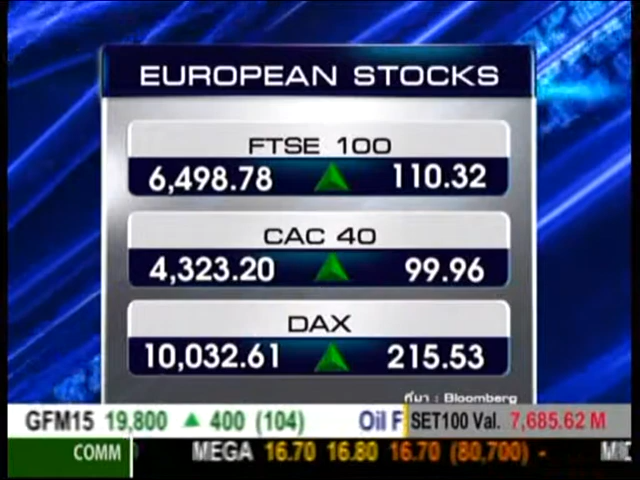 EUROPEAN STOCKS
FTSE 100
6,498.78 110.32
CAC 40
4,323.20 99.96
DAX
10,032.61 215.53
ที่มา : Bloomberg
GFM15 19,800 400 (104) Oil F SET100 Val. 7,685.62 M
COMM MEGA 16.70 16.80 16.70 (80,700) -